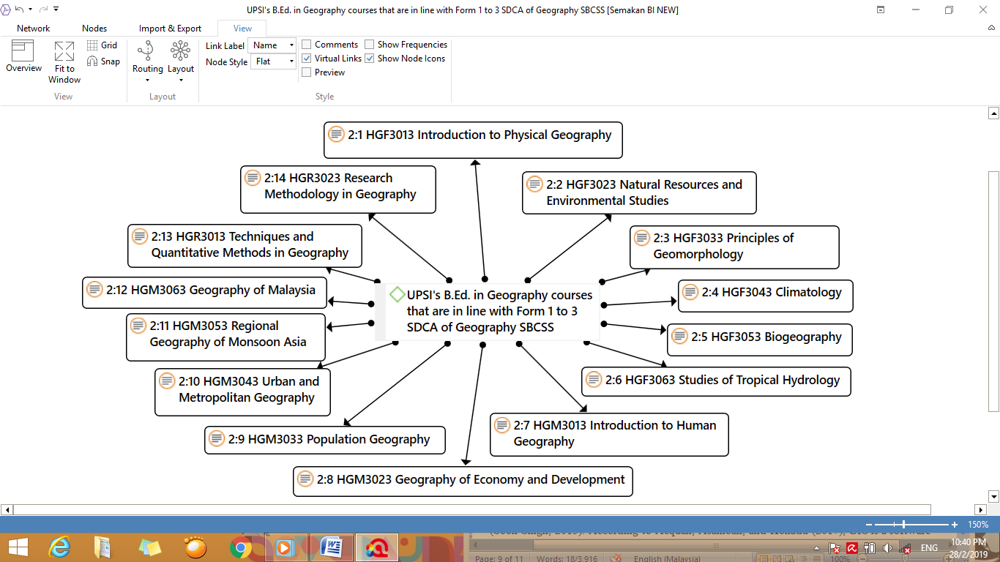 UPSI's B.Ed. in Geography courses that are in line with Form 1 to 3 SDCA of Geography SBCSS [Semakan BI NEW]
Network Nodes Import & Export View
Overview
Fit to
Window
Grid
Snap
View
Routing
Layout
Layout
Link Label Name
Node Style Flat
Comments Show Frequencies
Virtual Links Show Node Icons
Preview
Style
2:1 HGF3013 Introduction to Physical Geography
2:2 HGF3023 Natural Resources and
Environmental Studies
2:3 HGF3033 Principles of
Geomorphology
2:4 HGF3043 Climatology
2:5 HGF3053 Biogeography
2:6 HGF3063 Studies of Tropical Hydrology
2:7 HGM3013 Introduction to Human
Geography
2:8 HGM3023 Geography of Economy and Development
2:9 HGM3033 Population Geography
2:10 HGM3043 Urban and
Metropolitan Geography
2:11 HGM3053 Regional
Geography of Monsoon Asia
2:12 HGM3063 Geography of Malaysia
2:13 HGR3013 Techniques and
Quantitative Methods in Geography
2:14 HGR3023 Research
Methodology in Geography
UPSI's B.Ed. in Geography courses
that are in line with Form 1 to 3
SDCA of Geography SBCSS
150%
Page: 9 of 11 Words: 18/3,916 English (Malaysia) 100%
ENG
10:40 PM
28/2/2019